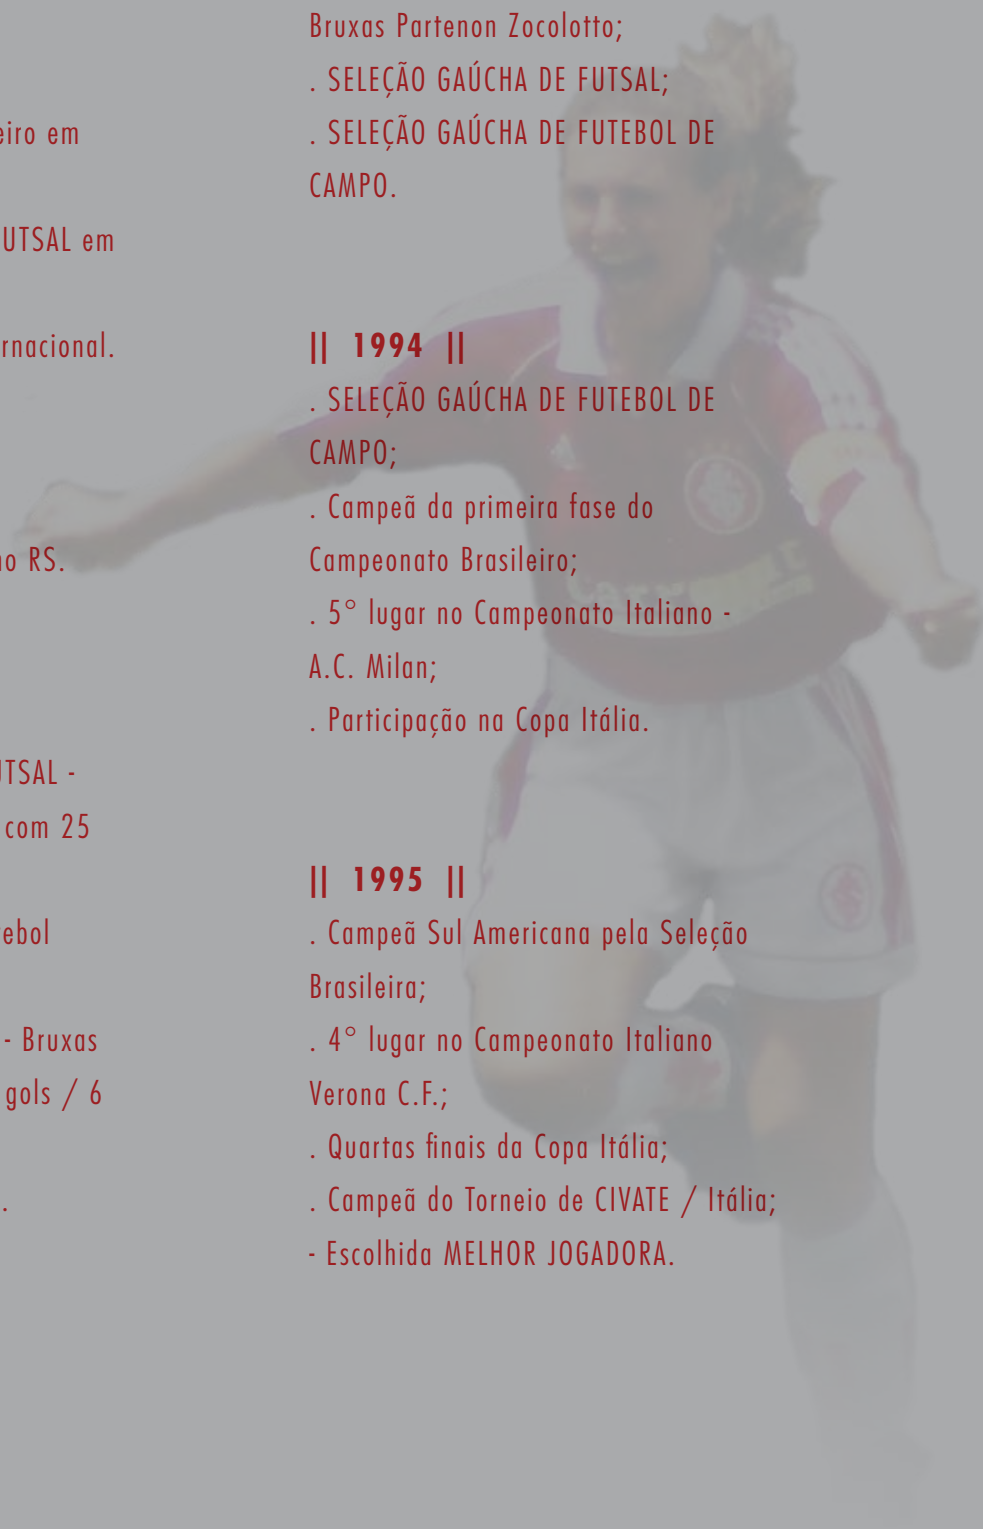 eiro em
UTSAL em
rnacional.
no RS.
UTSAL -
com 25
ebol
- Bruxas
gols / 6
.
Bruxas Partenon Zocolotto;
. SELEÇÃO GAÚCHA DE FUTSAL;
. SELEÇÃO GAÚCHA DE FUTEBOL DE
CAMPO.
|| 1994 ||
. SELEÇÃO GAÚCHA DE FUTEBOL DE
CAMPO;
. Campeã da primeira fase do
Campeonato Brasileiro;
. 5° lugar no Campeonato Italiano -
A.C. Milan;
. Participação na Copa Itália.
|| 1995 ||
. Campeã Sul Americana pela Seleção
Brasileira;
. 4° lugar no Campeonato Italiano
Verona C.F.;
. Quartas finais da Copa Itália;
. Campeã do Torneio de CIVATE / Itália;
- Escolhida MELHOR JOGADORA.